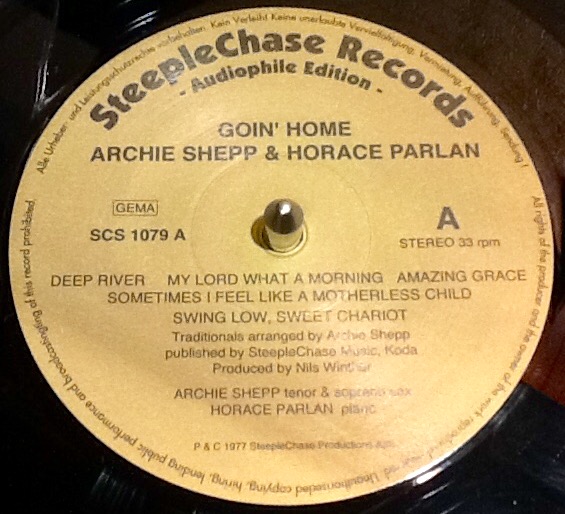 Alle Urheber- und Leistungsschutzrechte vorbehalten. Kein Verleih! Keine unerlaubte Vervielfältigung, Vermietung, Aufführung, Sendung!
SteepleChase Records
- Audiophile Edition -
GOIN' HOME
ARCHIE SHEPP & HORACE PARLAN
GEMA
SCS 1079 A
A
STEREO 33 rpm
DEEP RIVER MY LORD WHAT A MORNING AMAZING GRACE
SOMETIMES I FEEL LIKE A MOTHERLESS CHILD
SWING LOW, SWEET CHARIOT
Traditionals arranged by Archie Shepp
published by SteepleChase Music, Koda
Produced by Nils Winther
ARCHIE SHEPP tenor & soprano sax
HORACE PARLAN piano
P & C 1977 SteepleChase Productions Aps
All rights of the producer and the owner of the work reproduced reserved. Unauthorised copying, hiring, lending public performance and broadcasting of this record prohibited.